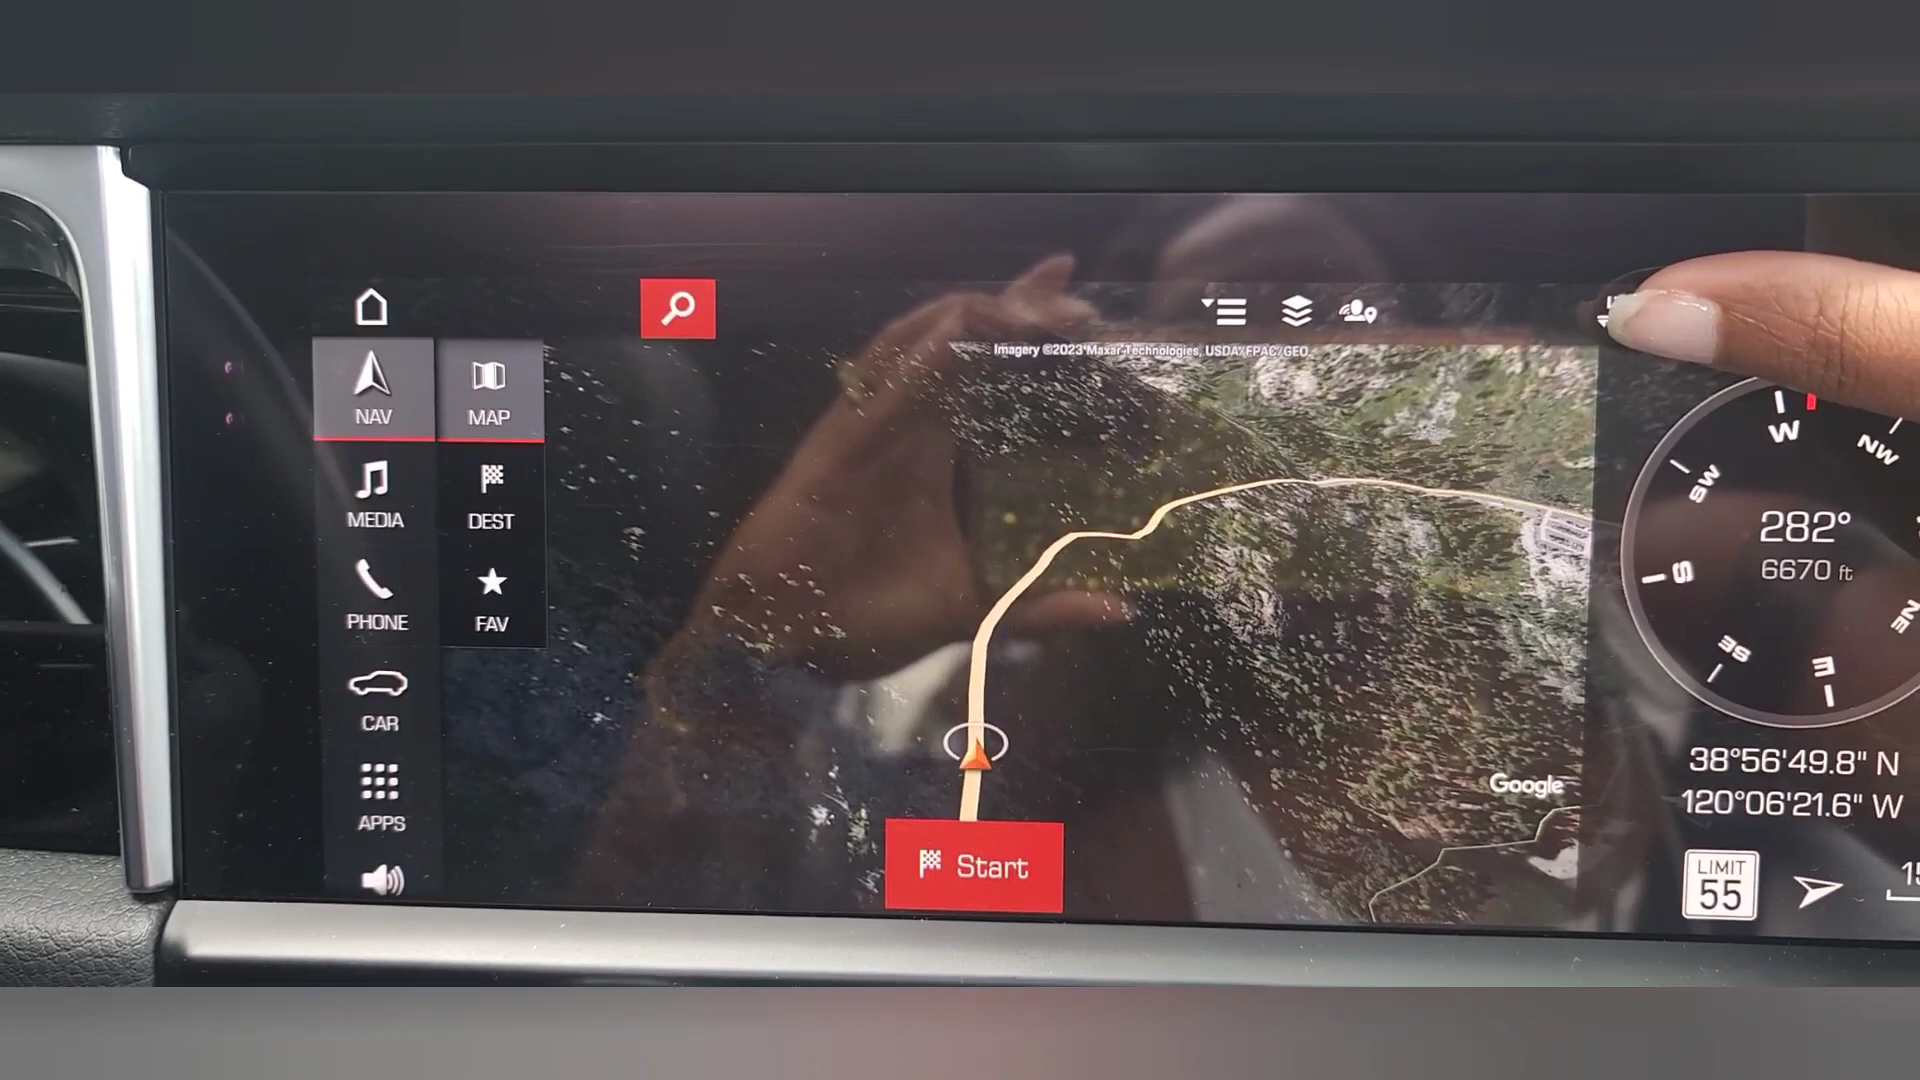 Imagery ©2023 Maxar Technologies, USDA/FPAC/GEO
NAV
MAP
MEDIA
DEST
PHONE
FAV
CAR
APPS
Start
Google
W
NW
SW
S
SE
E
NE
282°
6670 ft
38°56'49.8" N
120°06'21.6" W
LIMIT
55